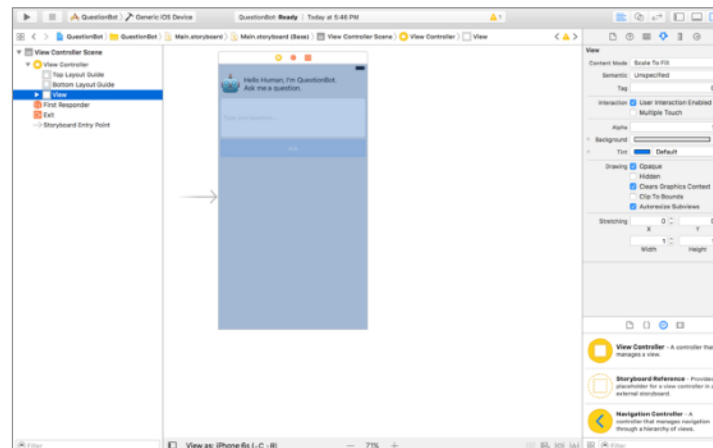 QuestionBot
Generic iOS Device
QuestionBot: Ready | Today at 5:46 PM
1
QuestionBot
QuestionBot
Main.storyboard
Main.storyboard (Base)
View Controller Scene
View Controller
View
View Controller Scene
View Controller
Top Layout Guide
Bottom Layout Guide
View
First Responder
Exit
Storyboard Entry Point
Hello Human, I'm QuestionBot.
Ask me a question.
Ask
View
Content Mode Scale To Fill
Semantic Unspecified
Tag
Interaction User Interaction Enabled
Multiple Touch
Alpha
Background
Tint Default
Drawing Opaque
Hidden
Clears Graphics Context
Clip To Bounds
Autoresize Subviews
Stretching 0
X Y
1
Width Height
View Controller - A controller that
manages a view.
Storyboard Reference - Provides
placeholder for a view controller in a
external storyboard.
Navigation Controller - A
controller that manages navigation
through a hierarchy of views.
Filter
View as: iPhone 6s
71%
Filter